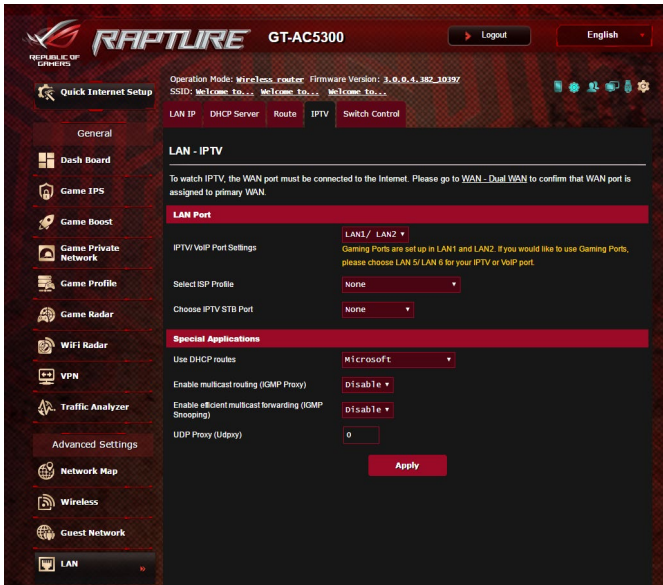 REPUBLIC OF GAMERS
RAPTURE
GT-AC5300
Logout
English
Quick Internet Setup
Operation Mode: Wireless router Firmware Version: 3.0.0.4.382_10397
SSID: Welcome to... Welcome to... Welcome to...
LAN IP DHCP Server Route IPTV Switch Control
General
Dash Board
Game IPS
Game Boost
Game Private
Network
Game Profile
Game Radar
WiFi Radar
VPN
Traffic Analyzer
Advanced Settings
Network Map
Wireless
Guest Network
LAN
LAN - IPTV
To watch IPTV, the WAN port must be connected to the Internet. Please go to WAN - Dual WAN to confirm that WAN port is
assigned to primary WAN.
LAN Port
IPTV/ VoIP Port Settings
LAN1/ LAN2
Gaming Ports are set up in LAN1 and LAN2. If you would like to use Gaming Ports,
please choose LAN 5/ LAN 6 for your IPTV or VoIP port.
Select ISP Profile
None
Choose IPTV STB Port
None
Special Applications
Use DHCP routes
Microsoft
Enable multicast routing (IGMP Proxy)
Disable
Enable efficient multicast forwarding (IGMP
Snooping)
Disable
UDP Proxy (Udpxy)
0
Apply